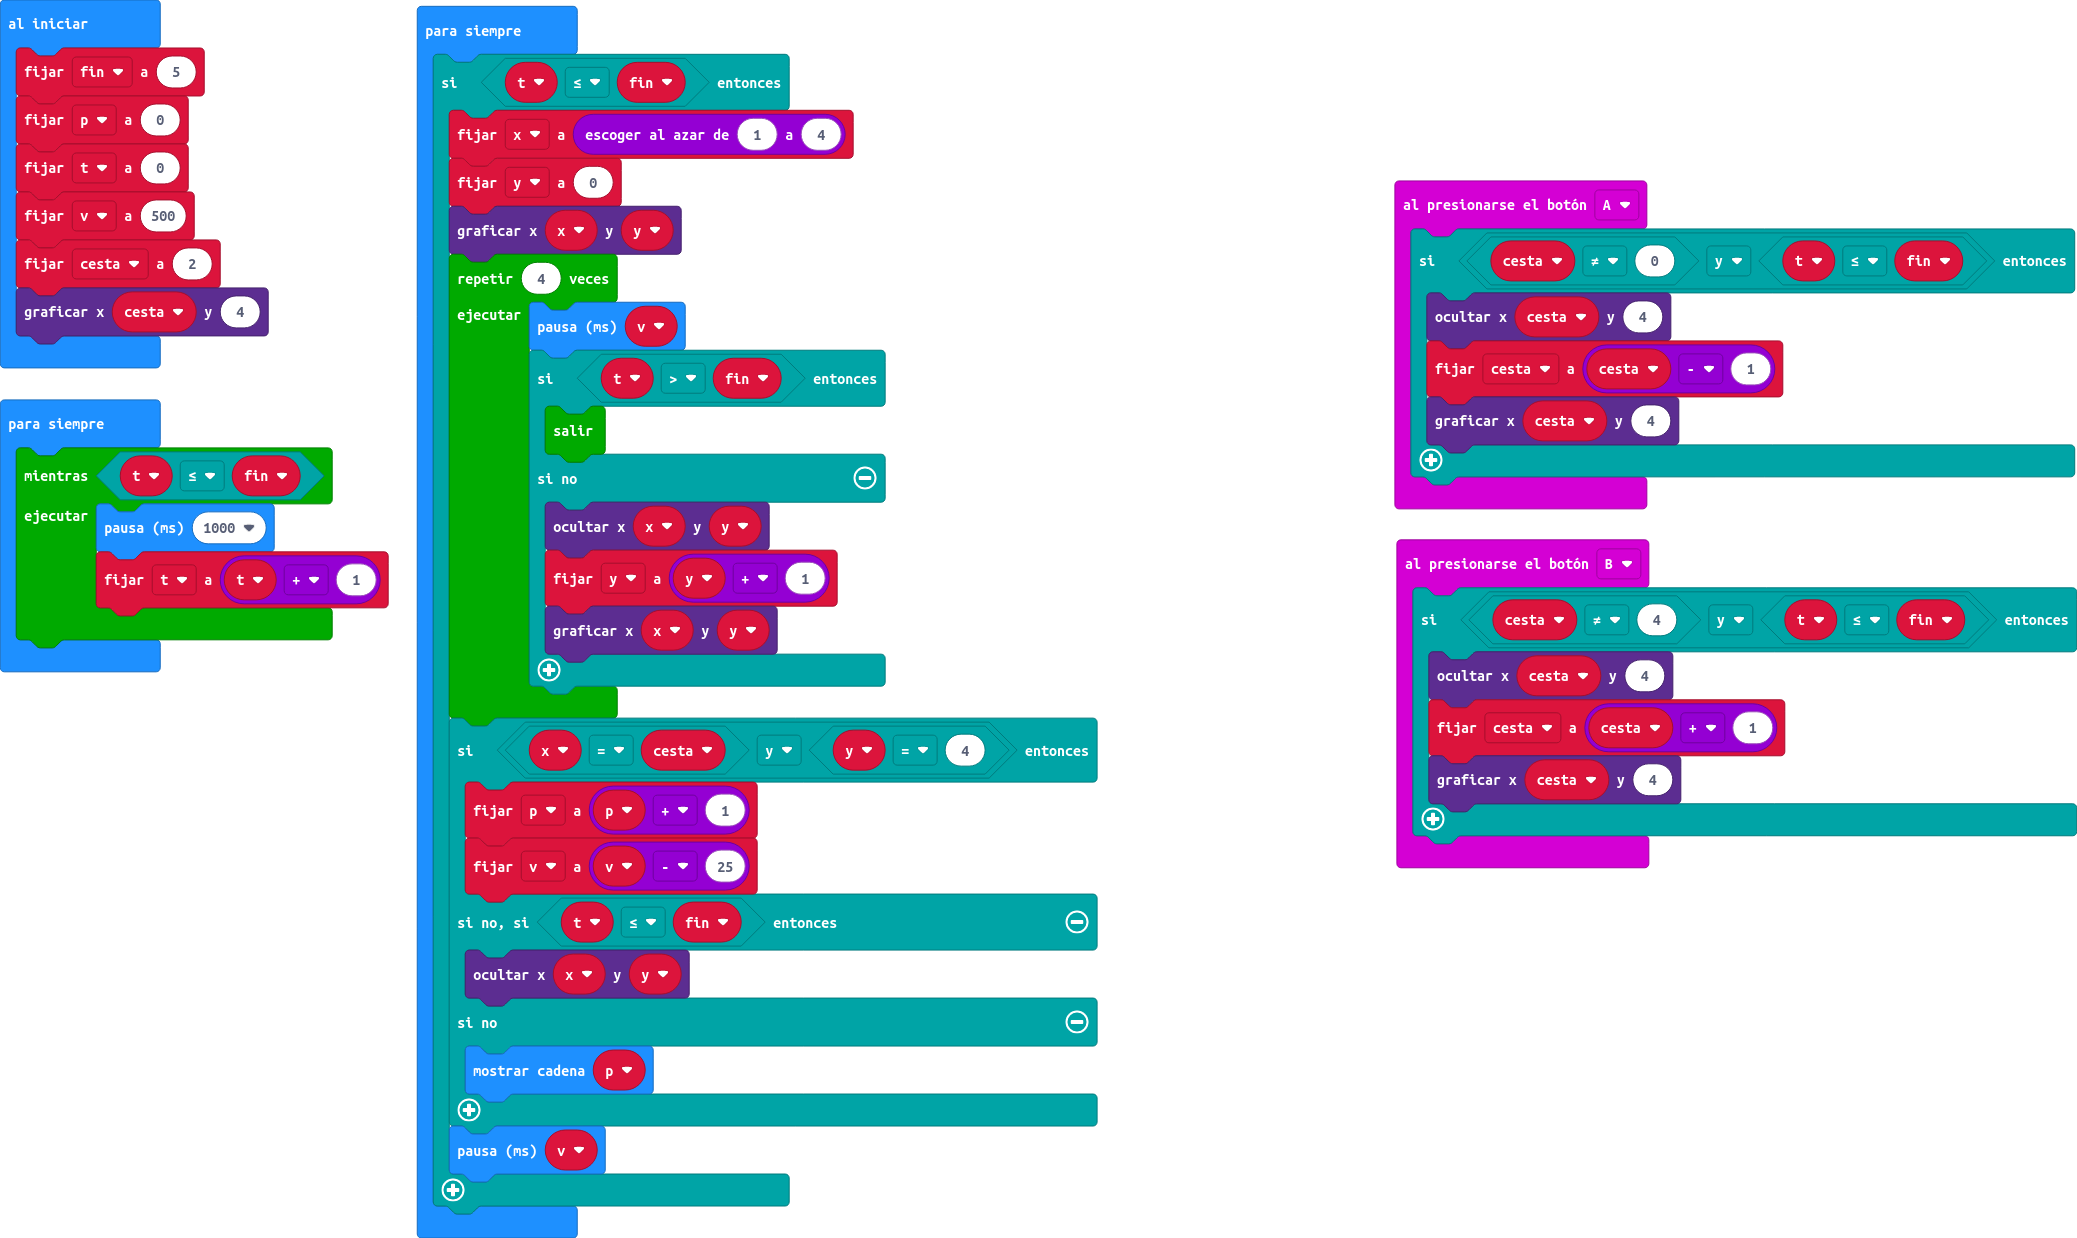 al iniciar
fijar fin a 5
fijar p a 0
fijar t a 0
fijar v a 500
fijar cesta a 2
graficar x cesta y 4
para siempre
mientras t ≤ fin
ejecutar
pausa (ms) 1000
fijar t a t + 1
para siempre
si t ≤ fin entonces
fijar x a escoger al azar de 1 a 4
fijar y a 0
graficar x x y y
repetir 4 veces
ejecutar
pausa (ms) v
si t > fin entonces
salir
si no
ocultar x x y y
fijar y a y + 1
graficar x x y y
si x = cesta y y = 4 entonces
fijar p a p + 1
fijar v a v - 25
si no, si t ≤ fin entonces
ocultar x x y y
si no
mostrar cadena p
pausa (ms) v
al presionarse el botón A
si cesta ≠ 0 y t ≤ fin entonces
ocultar x cesta y 4
fijar cesta a cesta - 1
graficar x cesta y 4
al presionarse el botón B
si cesta ≠ 4 y t ≤ fin entonces
ocultar x cesta y 4
fijar cesta a cesta + 1
graficar x cesta y 4